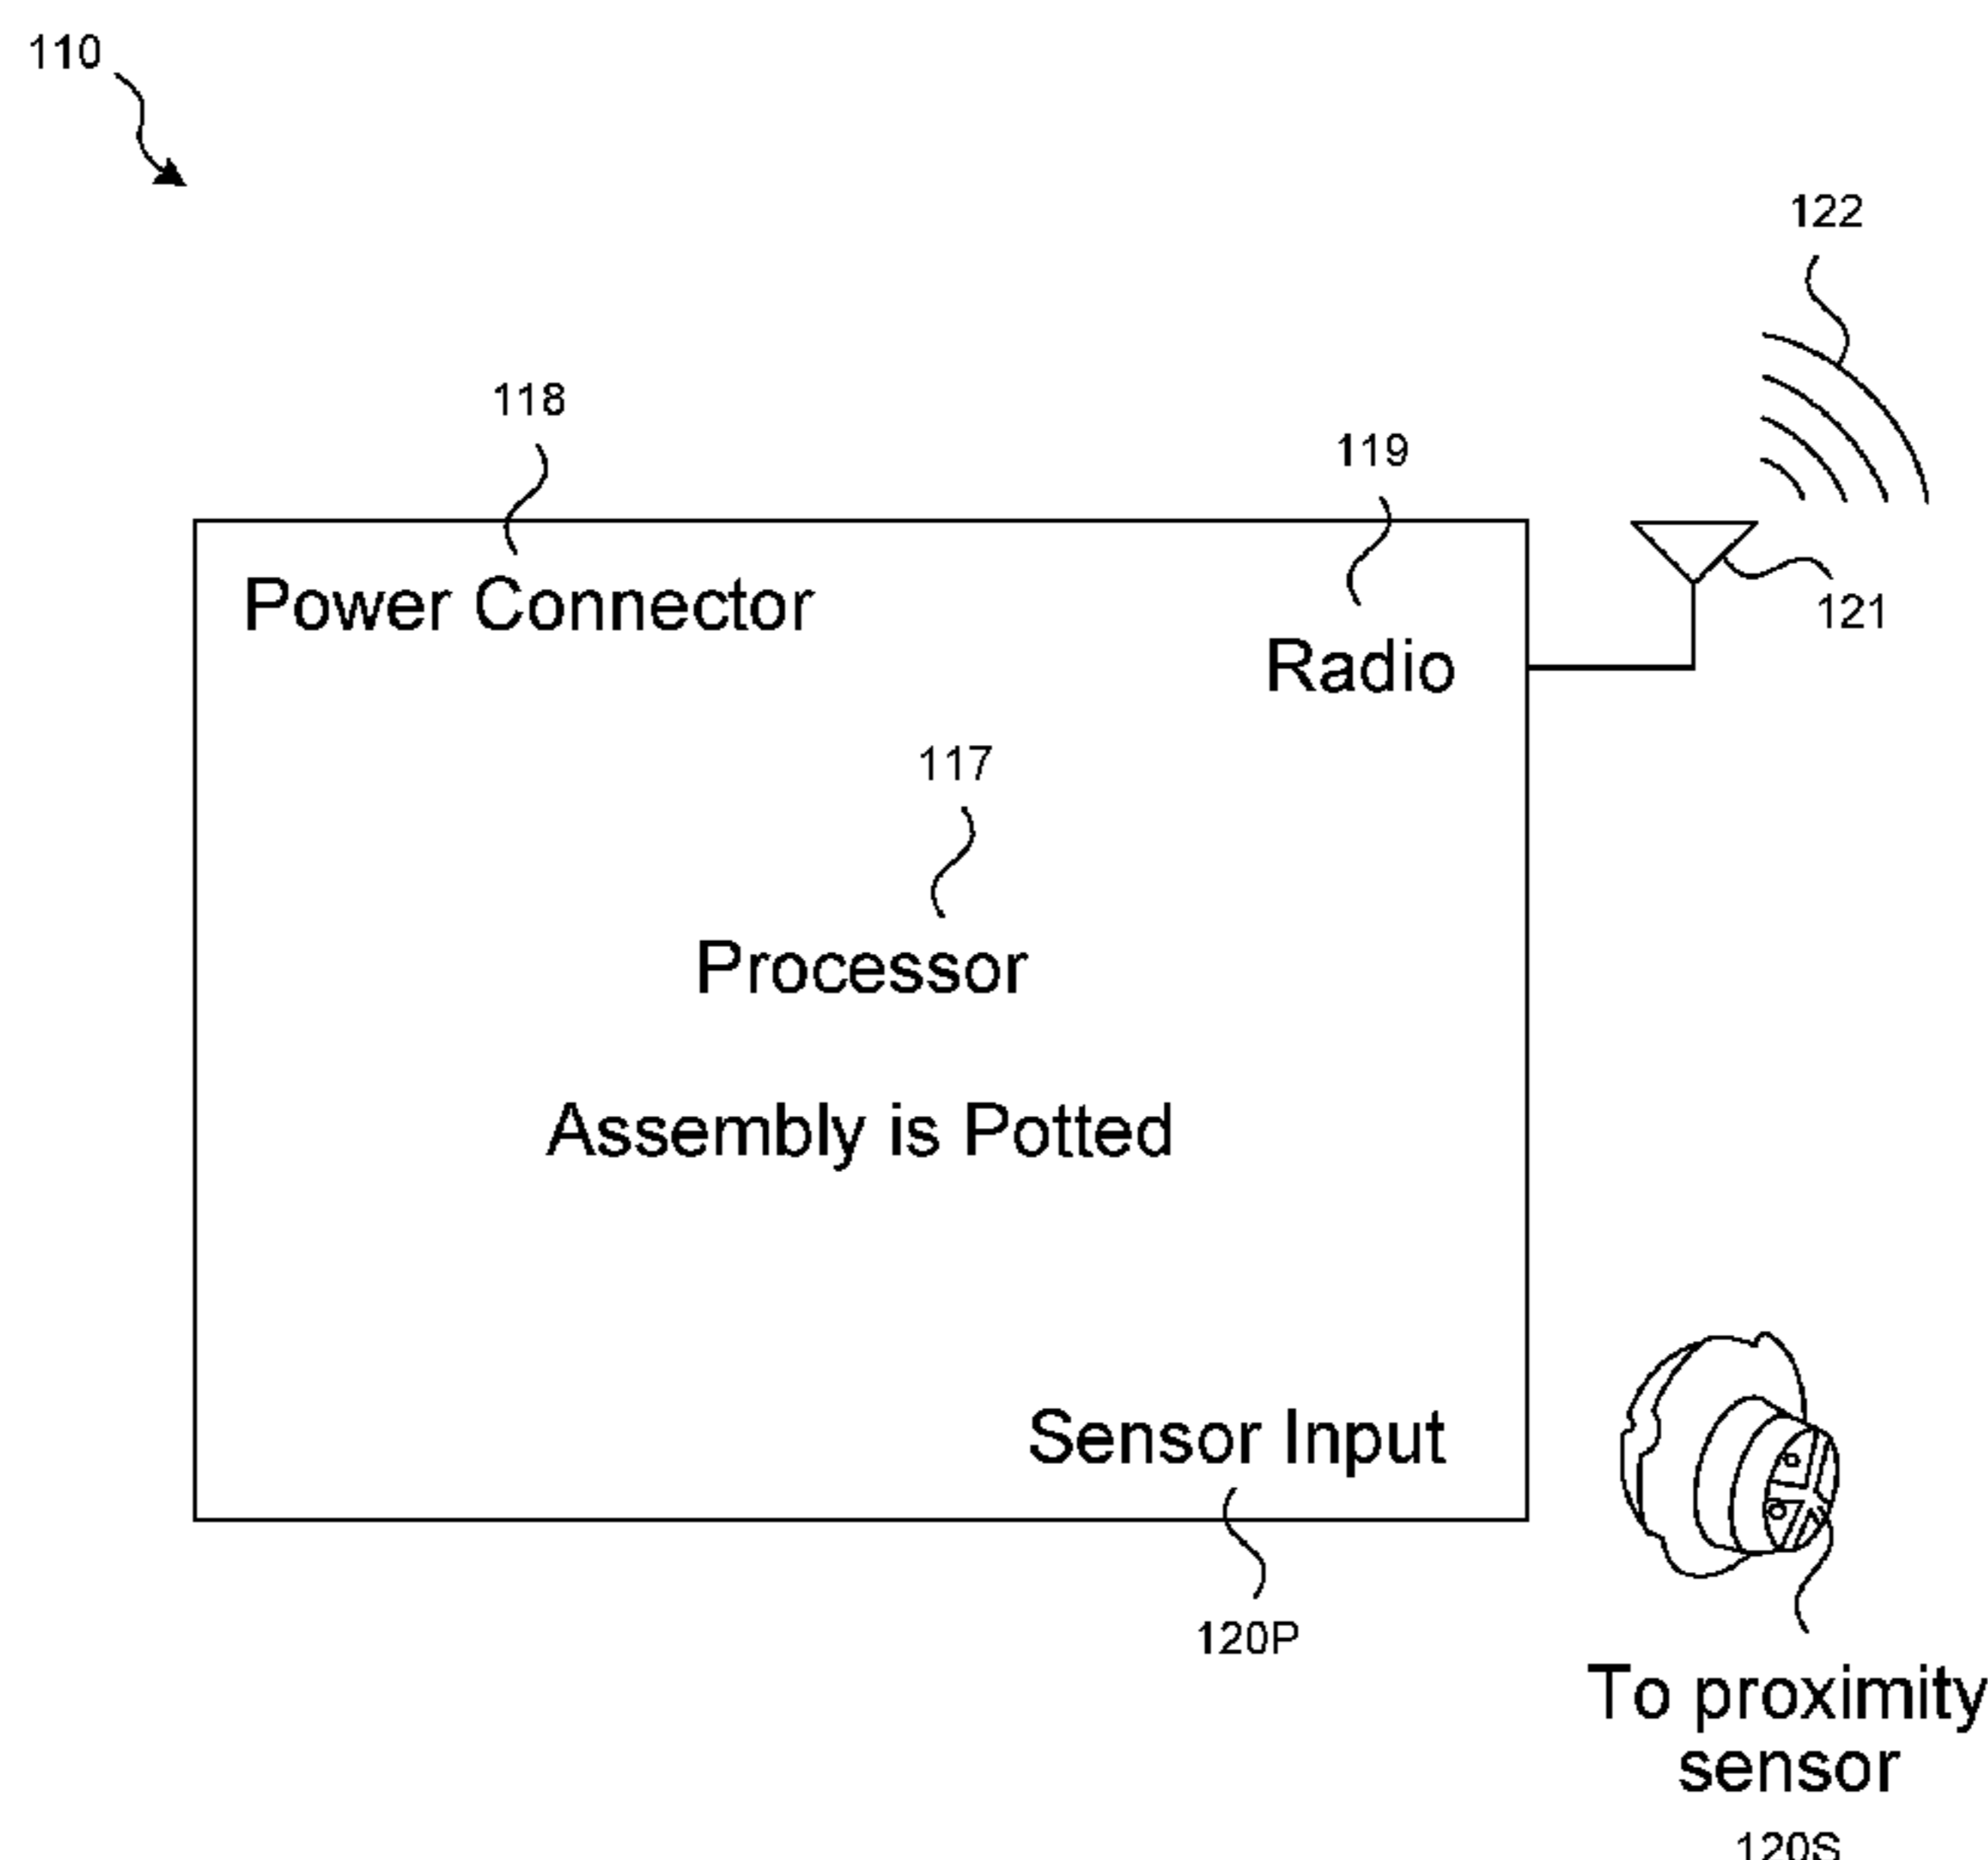 110
122
118
119
Power Connector
121
Radio
117
Processor
Assembly is Potted
Sensor Input
120P
To proximity
sensor
120S